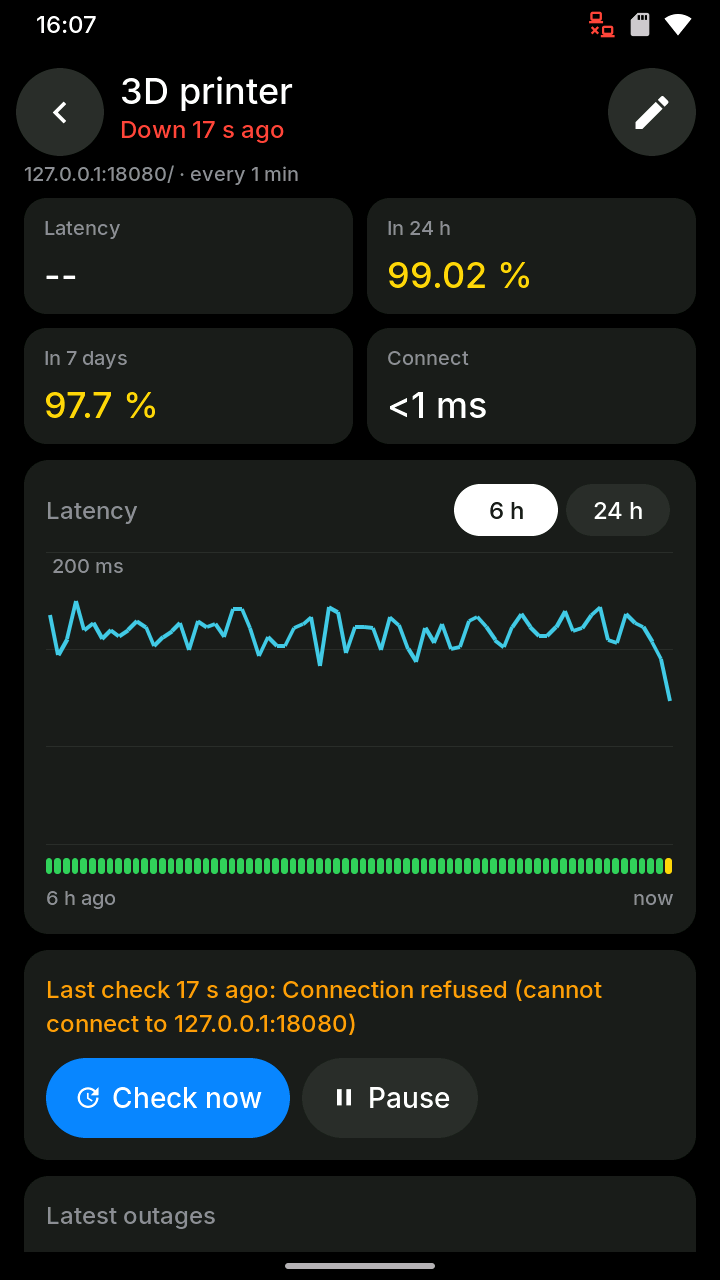 16:07
3D printer
Down 17 s ago
127.0.0.1:18080/ · every 1 min
Latency
--
In 24 h
99.02 %
In 7 days
97.7 %
Connect
<1 ms
Latency
6 h
24 h
200 ms
6 h ago
now
Last check 17 s ago: Connection refused (cannot
connect to 127.0.0.1:18080)
Check now
Pause
Latest outages